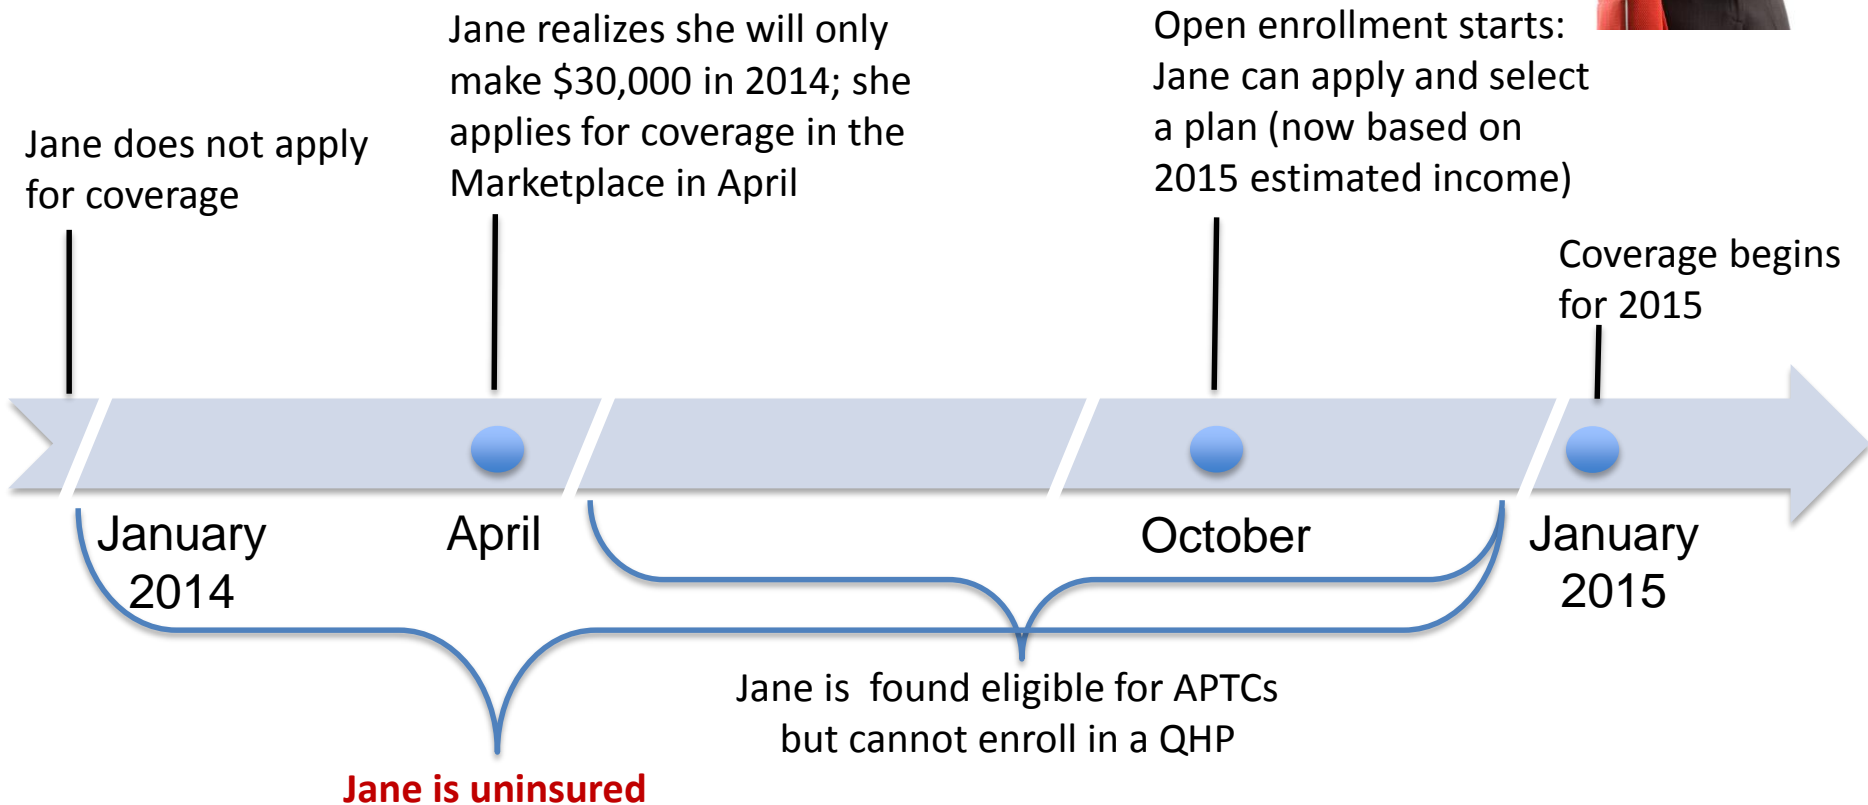 Jane does not apply
for coverage
Jane realizes she will only
make $30,000 in 2014; she
applies for coverage in the
Marketplace in April
Open enrollment starts:
Jane can apply and select
a plan (now based on
2015 estimated income)
Coverage begins
for 2015
January
2014
April
October
January
2015
Jane is  found eligible for APTCs
but cannot enroll in a QHP
Jane is uninsured